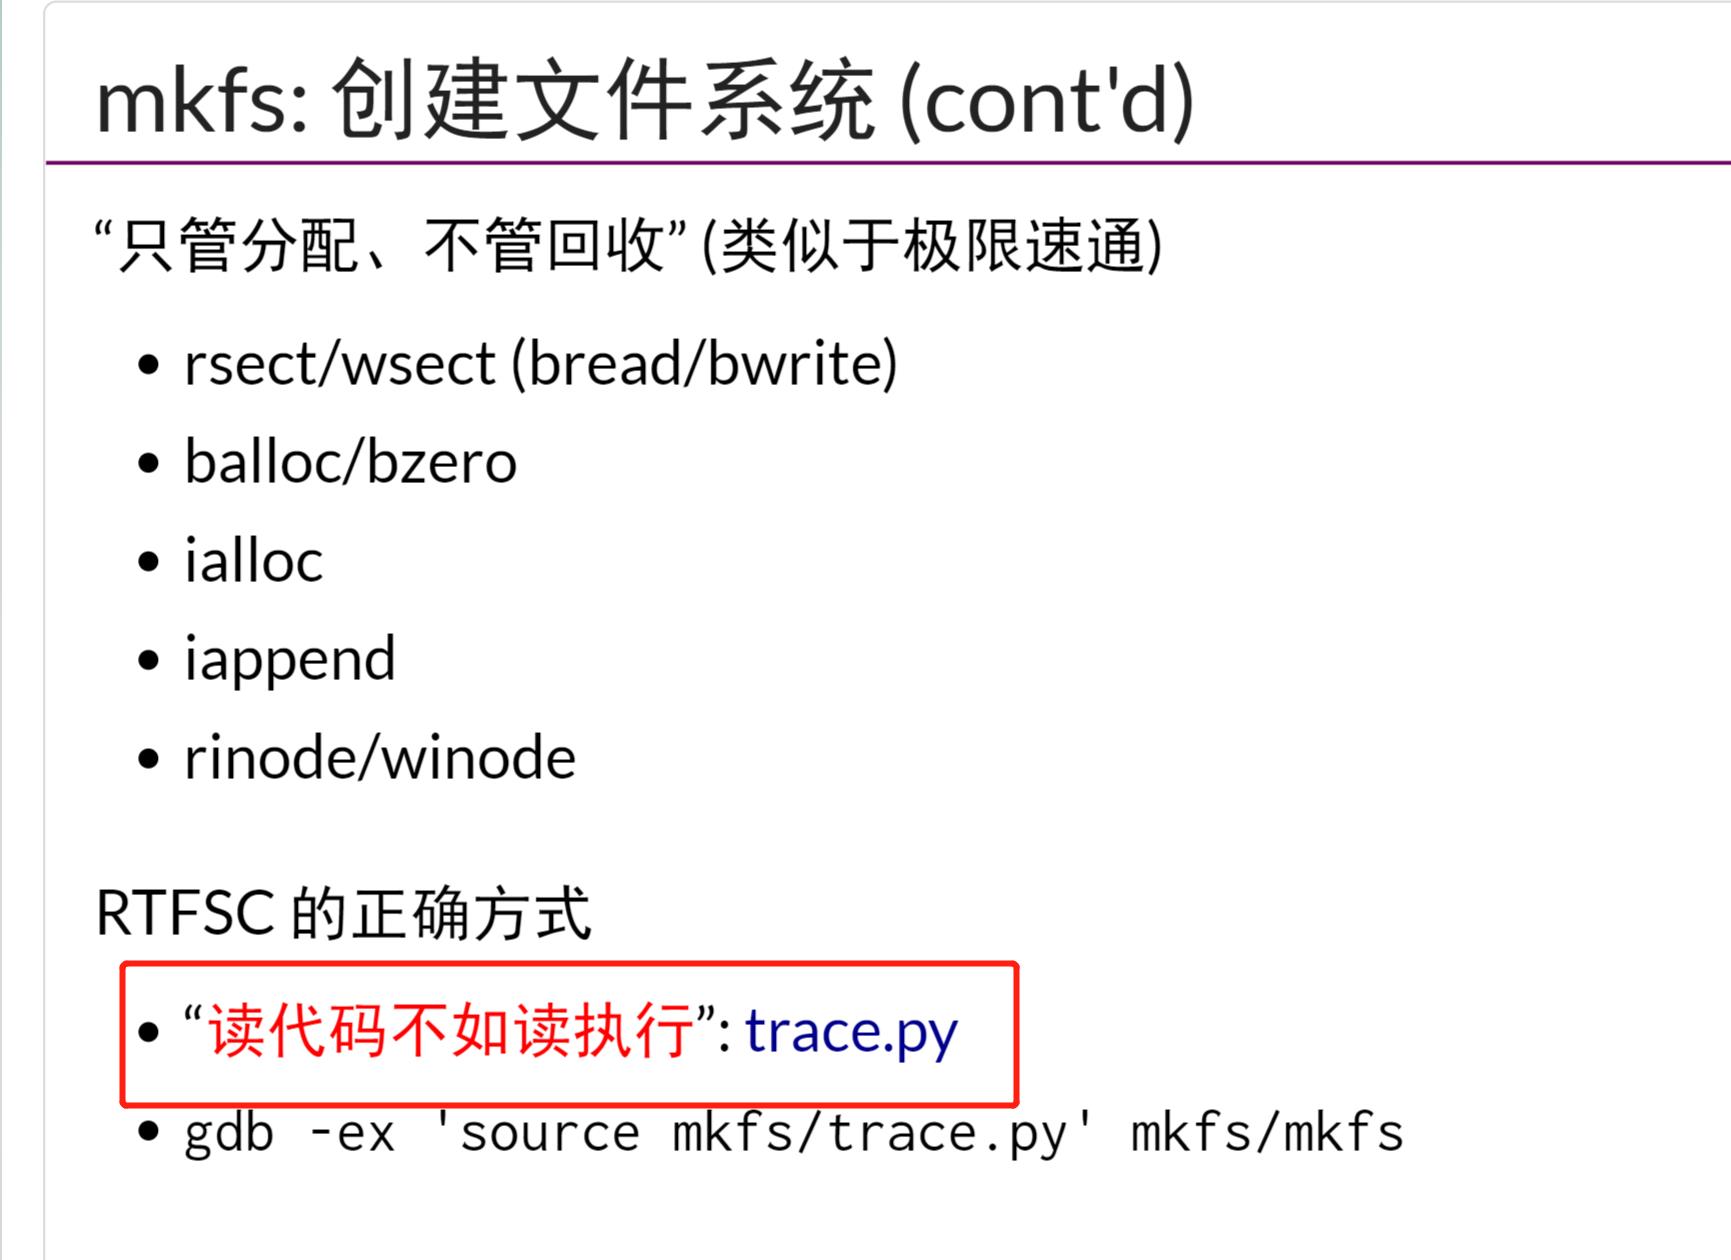 mkfs: 创建文件系统 (cont'd)
“只管分配、不管回收” (类似于极限速通)
• rsect/wsect (bread/bwrite)
• balloc/bzero
• ialloc
• iappend
• rinode/winode
RTFSC 的正确方式
• “读代码不如读执行”: trace.py
• gdb -ex 'source mkfs/trace.py' mkfs/mkfs